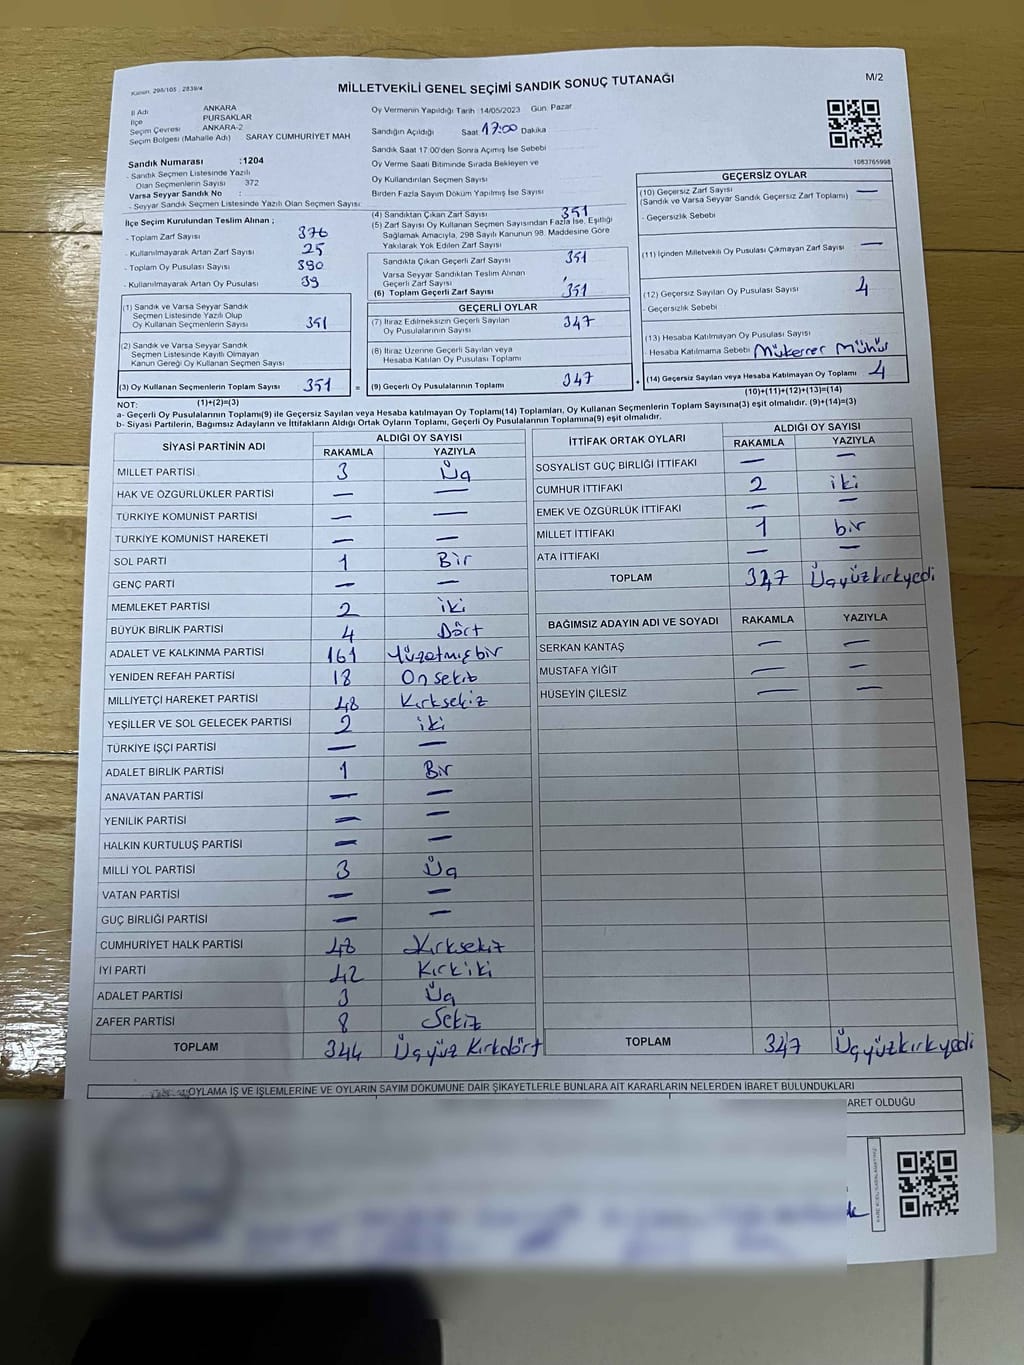 Kanun, 298/105 , 2839/4
MİLLETVEKİLİ GENEL SEÇİMİ SANDIK SONUÇ TUTANAĞI
M/2
İl Adı ANKARA
İlçe PURSAKLAR
Seçim Çevresi ANKARA-2
Seçim Bölgesi (Mahalle Adı) SARAY CUMHURİYET MAH
Sandık Numarası :1204
- Sandık Seçmen Listesinde Yazılı
Olan Seçmenlerin Sayısı 372
Varsa Seyyar Sandık No :
- Seyyar Sandık Seçmen Listesinde Yazılı Olan Seçmen Sayısı:
Oy Vermenin Yapıldığı Tarih :14/05/2023 Gün: Pazar
Sandığın Açıldığı Saat 17:00 Dakika
Sandık Saat 17:00'den Sonra Açımış İse Sebebi
Oy Verme Saati Bitiminde Sırada Bekleyen ve
Oy Kullandırılan Seçmen Sayısı
Birden Fazla Sayım Döküm Yapılmış İse Sayısı
1083765998
İlçe Seçim Kurulundan Teslim Alınan ;
- Toplam Zarf Sayısı 376
- Kullanılmayarak Artan Zarf Sayısı 25
- Toplam Oy Pusulası Sayısı 390
- Kullanılmayarak Artan Oy Pusulası 39
(1) Sandık ve Varsa Seyyar Sandık
Seçmen Listesinde Yazılı Olup
Oy Kullanan Seçmenlerin Sayısı 351
(2) Sandık ve Varsa Seyyar Sandık
Seçmen Listesinde Kayıtlı Olmayan
Kanun Gereği Oy Kullanan Seçmen Sayısı
(3) Oy Kullanan Seçmenlerin Toplam Sayısı 351 =
(4) Sandıktan Çıkan Zarf Sayısı 351
(5) Zarf Sayısı Oy Kullanan Seçmen Sayısından Fazla İse, Eşitliği
Sağlamak Amacıyla, 298 Sayılı Kanunun 98. Maddesine Göre
Yakılarak Yok Edilen Zarf Sayısı
Sandıkta Çıkan Geçerli Zarf Sayısı 351
Varsa Seyyar Sandıktan Teslim Alınan
Geçerli Zarf Sayısı
(6) Toplam Geçerli Zarf Sayısı 351
GEÇERLİ OYLAR
(7) İtiraz Edilmeksizin Geçerli Sayılan
Oy Pusulalarının Sayısı 347
(8) İtiraz Üzerine Geçerli Sayılan veya
Hesaba Katılan Oy Pusulası Toplamı
(9) Geçerli Oy Pusulalarının Toplamı 347 +
GEÇERSİZ OYLAR
(10) Geçersiz Zarf Sayısı —
(Sandık ve Varsa Seyyar Sandık Geçersiz Zarf Toplamı)
- Geçersizlik Sebebi
(11) İçinden Milletvekili Oy Pusulası Çıkmayan Zarf Sayısı —
(12) Geçersiz Sayılan Oy Pusulası Sayısı 4
- Geçersizlik Sebebi
(13) Hesaba Katılmayan Oy Pusulası Sayısı
Hesaba Katılmama Sebebi Mükerrer Mühür
(14) Geçersiz Sayılan veya Hesaba Katılmayan Oy Toplamı 4
NOT: (1)+(2)=(3) (10)+(11)+(12)+(13)=(14)
a- Geçerli Oy Pusulalarının Toplamı(9) ile Geçersiz Sayılan veya Hesaba katılmayan Oy Toplamı(14) Toplamları, Oy Kullanan Seçmenlerin Toplam Sayısına(3) eşit olmalıdır. (9)+(14)=(3)
b- Siyasi Partilerin, Bağımsız Adayların ve İttifakların Aldığı Ortak Oyların Toplamı, Geçerli Oy Pusulalarının Toplamına(9) eşit olmalıdır.
SİYASİ PARTİNİN ADI ALDIĞI OY SAYISI
RAKAMLA YAZIYLA
MİLLET PARTİSİ 3 Üç
HAK VE ÖZGÜRLÜKLER PARTİSİ — —
TÜRKİYE KOMÜNİST PARTİSİ — —
TÜRKİYE KOMÜNİST HAREKETİ — —
SOL PARTİ 1 Bir
GENÇ PARTİ — —
MEMLEKET PARTİSİ 2 iki
BÜYÜK BİRLİK PARTİSİ 4 Dört
ADALET VE KALKINMA PARTİSİ 161 Yüzatmışbir
YENİDEN REFAH PARTİSİ 18 On sekiz
MİLLİYETÇİ HAREKET PARTİSİ 48 Kırksekiz
YEŞİLLER VE SOL GELECEK PARTİSİ 2 iki
TÜRKİYE İŞÇİ PARTİSİ — —
ADALET BİRLİK PARTİSİ 1 Bir
ANAVATAN PARTİSİ — —
YENİLİK PARTİSİ — —
HALKIN KURTULUŞ PARTİSİ — —
MİLLİ YOL PARTİSİ 3 Üç
VATAN PARTİSİ — —
GÜÇ BİRLİĞİ PARTİSİ — —
CUMHURİYET HALK PARTİSİ 48 Kırksekiz
İYİ PARTİ 42 Kırkiki
ADALET PARTİSİ 3 Üç
ZAFER PARTİSİ 8 Sekiz
TOPLAM 344 Üçyüz Kırkdört
İTTİFAK ORTAK OYLARI ALDIĞI OY SAYISI
RAKAMLA YAZIYLA
SOSYALİST GÜÇ BİRLİĞİ İTTİFAKI — —
CUMHUR İTTİFAKI 2 iki
EMEK VE ÖZGÜRLÜK İTTİFAKI — —
MİLLET İTTİFAKI 1 bir
ATA İTTİFAKI — —
TOPLAM 347 Üçyüzkırkyedi
BAĞIMSIZ ADAYIN ADI VE SOYADI RAKAMLA YAZIYLA
SERKAN KANTAŞ — —
MUSTAFA YİĞİT — —
HÜSEYİN ÇİLESİZ — —
TOPLAM 347 Üçyüzkırkyedi
OYLAMA İŞ VE İŞLEMLERİNE VE OYLARIN SAYIM DÖKÜMÜNE DAİR ŞİKAYETLERLE BUNLARA AİT KARARLARIN NELERDEN İBARET BULUNDUKLARI
ARET OLDUĞU